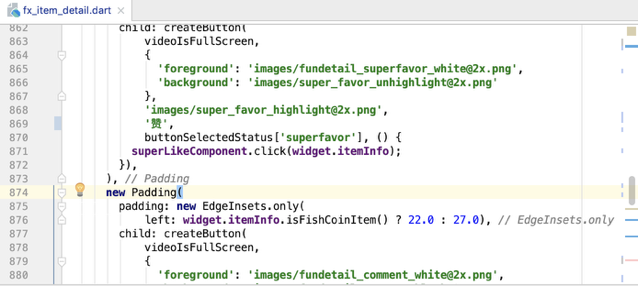 fx_item_detail.dart ×
862 child: createButton(
863 videoIsFullScreen,
864 {
865 'foreground': 'images/fundetail_superfavor_white@2x.png',
866 'background': 'images/super_favor_unhighlight@2x.png'
867 },
868 'images/super_favor_highlight@2x.png',
869 '赞',
870 buttonSelectedStatus['superfavor'], () {
871 superLikeComponent.click(widget.itemInfo);
872 }),
873 ), // Padding
874 new Padding(
875 padding: new EdgeInsets.only(
876 left: widget.itemInfo.isFishCoinItem() ? 22.0 : 27.0), // EdgeInsets.only
877 child: createButton(
878 videoIsFullScreen,
879 {
880 'foreground': 'images/fundetail_comment_white@2x.png',